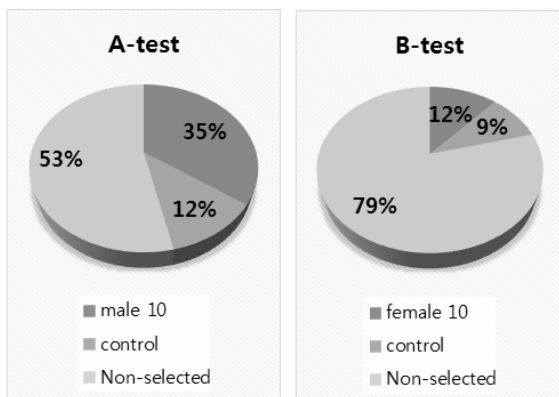 A-test
35%
53%
12%
male 10
control
Non-selected
B-test
12%
9%
79%
female 10
control
Non-selected